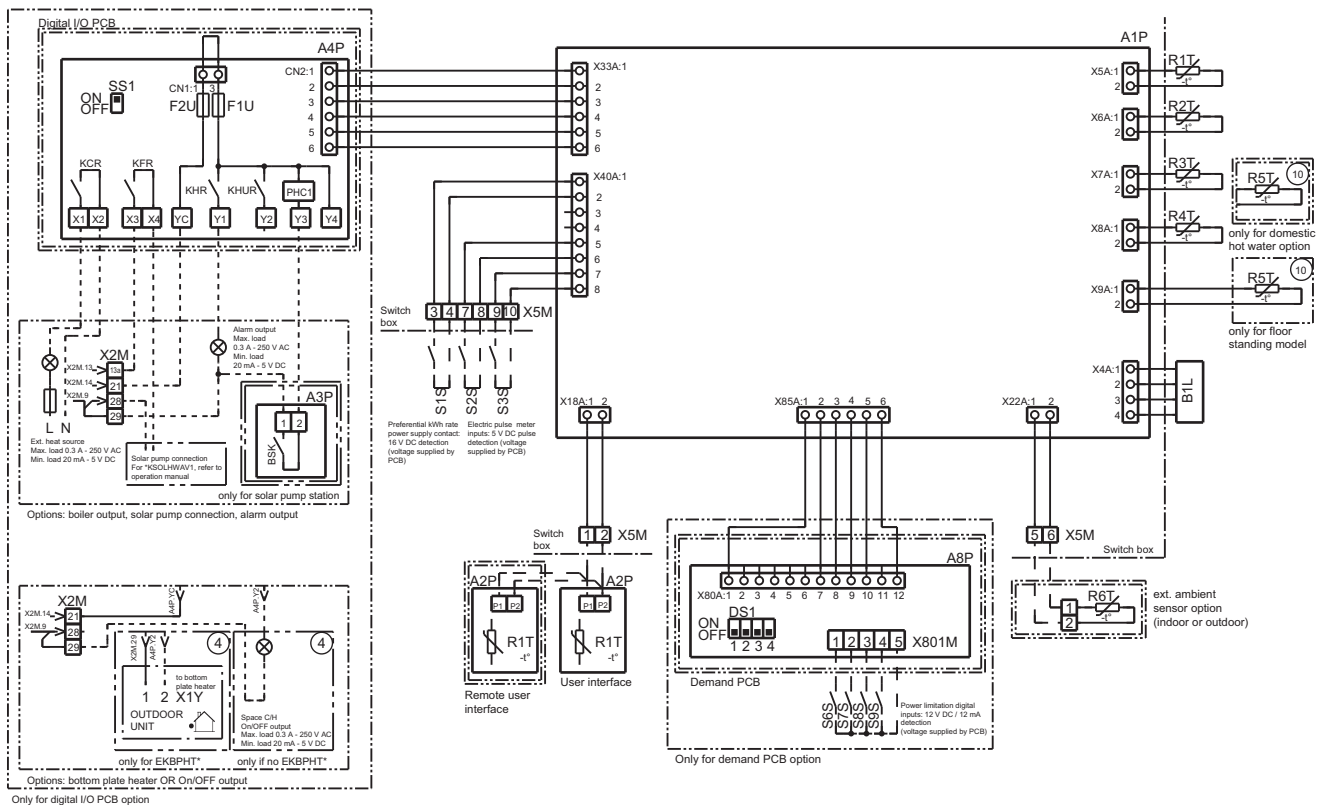 Digital I/O PCB
A4P
SS1
ON
OFF
CN1:1 3
F2U F1U
CN2:1
2
3
4
5
6
KCR KFR
KHR KHUR
PHC1
X1 X2 X3 X4 YC Y1 Y2 Y3 Y4
X2M
X2M.13 13a
X2M.14 21
X2M.9 28
29
L N
Ext. heat source
Max. load 0.3 A - 250 V AC
Min. load 20 mA - 5 V DC
Alarm output
Max. load
0.3 A - 250 V AC
Min. load
20 mA - 5 V DC
A3P
1 2
BSK
Solar pump connection
For *KSOLHWAV1, refer to
operation manual
only for solar pump station
Options: boiler output, solar pump connection, alarm output
X2M
X2M.14 21
X2M.9 28
29
A4P.YC
A4P.Y2
X2M.29
A4P.Y2
4
4
to bottom
plate heater
1 2 X1Y
OUTDOOR
UNIT
Space C/H
On/OFF output
Max. load 0.3 A - 250 V AC
Min. load 20 mA - 5 V DC
only for EKBPHT*
only if no EKBPHT*
Options: bottom plate heater OR On/OFF output
Only for digital I/O PCB option
A1P
X33A:1
2
3
4
5
6
X40A:1
2
3
4
5
6
7
8
Switch
box
3 4 7 8 9 10 X5M
S1S
S2S
S3S
Preferential kWh rate
power supply contact:
16 V DC detection
(voltage supplied by
PCB)
Electric pulse meter
inputs: 5 V DC pulse
detection (voltage
supplied by PCB)
X18A:1 2
X85A:1 2 3 4 5 6
X22A:1 2
Switch
box
1 2 X5M
A2P
P1 P2
R1T
-t°
Remote user
interface
A2P
P1 P2
R1T
-t°
User interface
A8P
X80A:1 2 3 4 5 6 7 8 9 10 11 12
DS1
ON
OFF
1 2 3 4
1 2 3 4 5 X801M
Demand PCB
S6S
S7S
S8S
S9S
Power limitation digital
inputs: 12 V DC / 12 mA
detection
(voltage supplied by PCB)
Only for demand PCB option
X5A:1
2
R1T
-t°
X6A:1
2
R2T
-t°
X7A:1
2
R3T
-t°
X8A:1
2
R4T
-t°
X9A:1
2
R5T
-t°
10
only for domestic
hot water option
R5T
-t°
10
only for floor
standing model
X4A:1
2
3
4
B1L
5 6 X5M
Switch box
1
2
R6T
-t°
ext. ambient
sensor option
(indoor or outdoor)